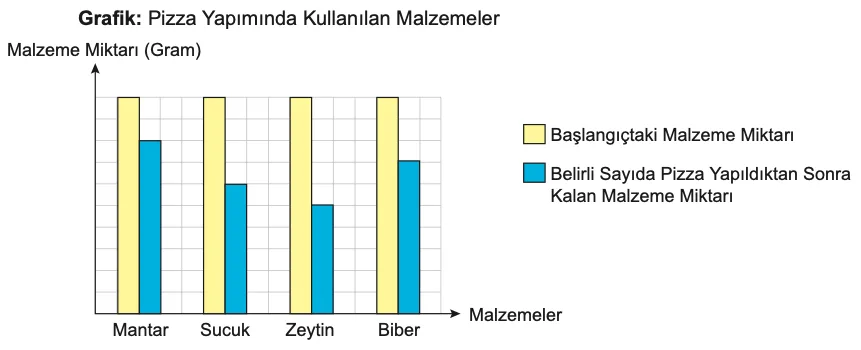 Grafik: Pizza Yapımında Kullanılan Malzemeler
Malzeme Miktarı (Gram)
Başlangıçtaki Malzeme Miktarı
Belirli Sayıda Pizza Yapıldıktan Sonra
Kalan Malzeme Miktarı
Malzemeler
Mantar Sucuk Zeytin Biber